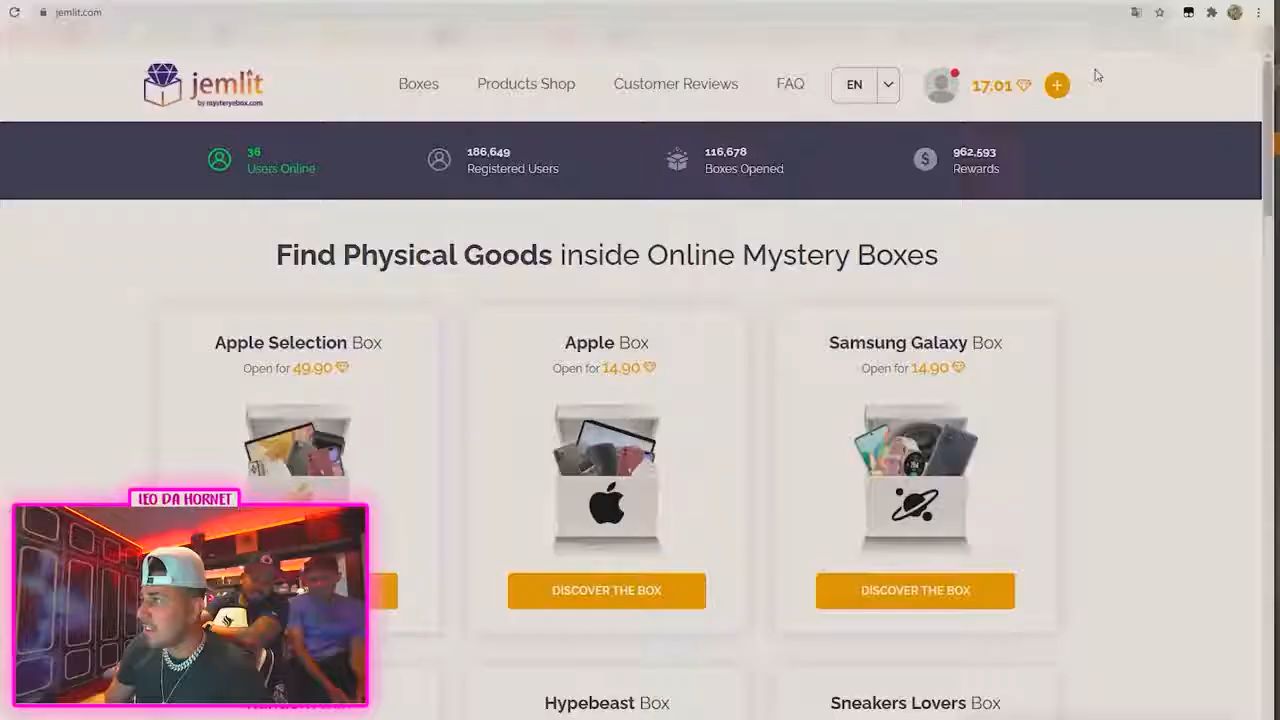 jemlit.com
jemlit
by mysteryebox.com
Boxes
Products Shop
Customer Reviews
FAQ
EN
17.01
36
Users Online
186,649
Registered Users
116,678
Boxes Opened
962,593
Rewards
Find Physical Goods inside Online Mystery Boxes
Apple Selection Box
Open for 49.90
Apple Box
Open for 14.90
DISCOVER THE BOX
Samsung Galaxy Box
Open for 14.90
DISCOVER THE BOX
LEO DA HORNET
Hypebeast Box
Sneakers Lovers Box